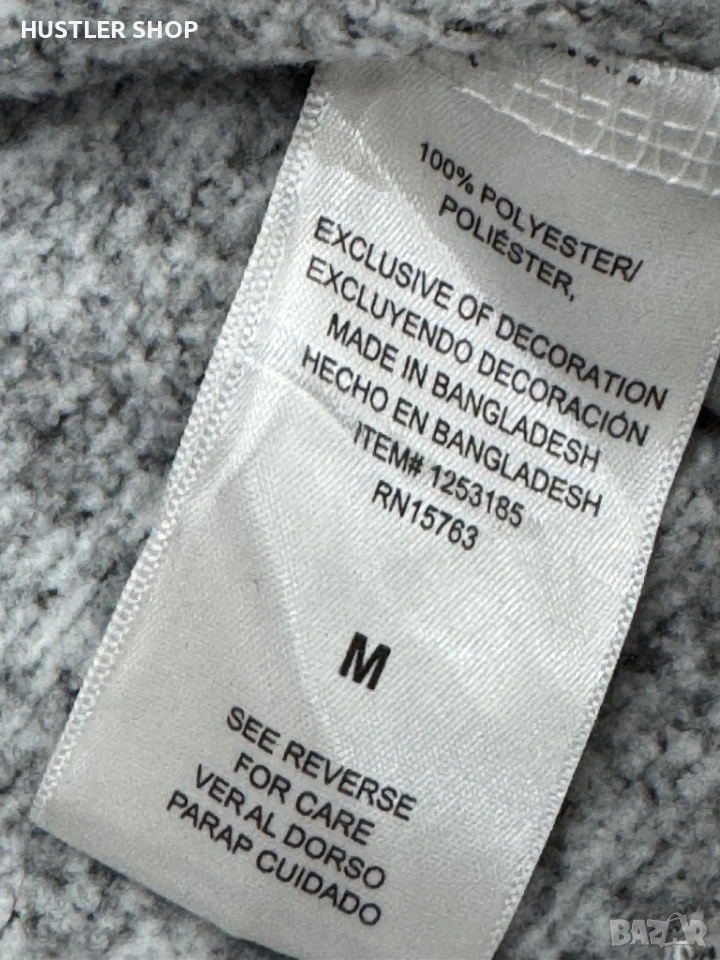 HUSTLER SHOP
100% POLYESTER/
POLIÉSTER,
EXCLUSIVE OF DECORATION
EXCLUYENDO DECORACIÓN
MADE IN BANGLADESH
HECHO EN BANGLADESH
ITEM# 1253185
RN15763
M
SEE REVERSE
FOR CARE
VER AL DORSO
PARAP CUIDADO
BAZAR